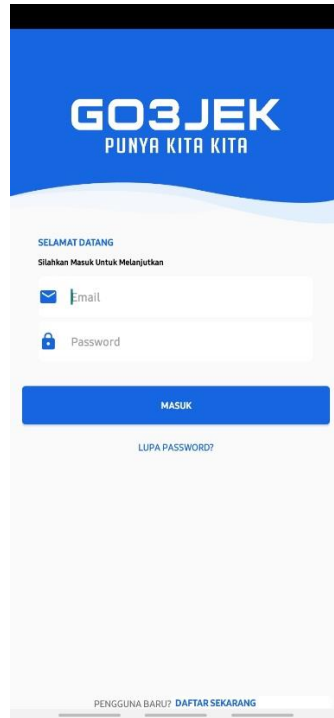 GO3JEK
PUNYA KITA KITA
SELAMAT DATANG
Silahkan Masuk Untuk Melanjutkan
Email
Password
MASUK
LUPA PASSWORD?
PENGGUNA BARU? DAFTAR SEKARANG